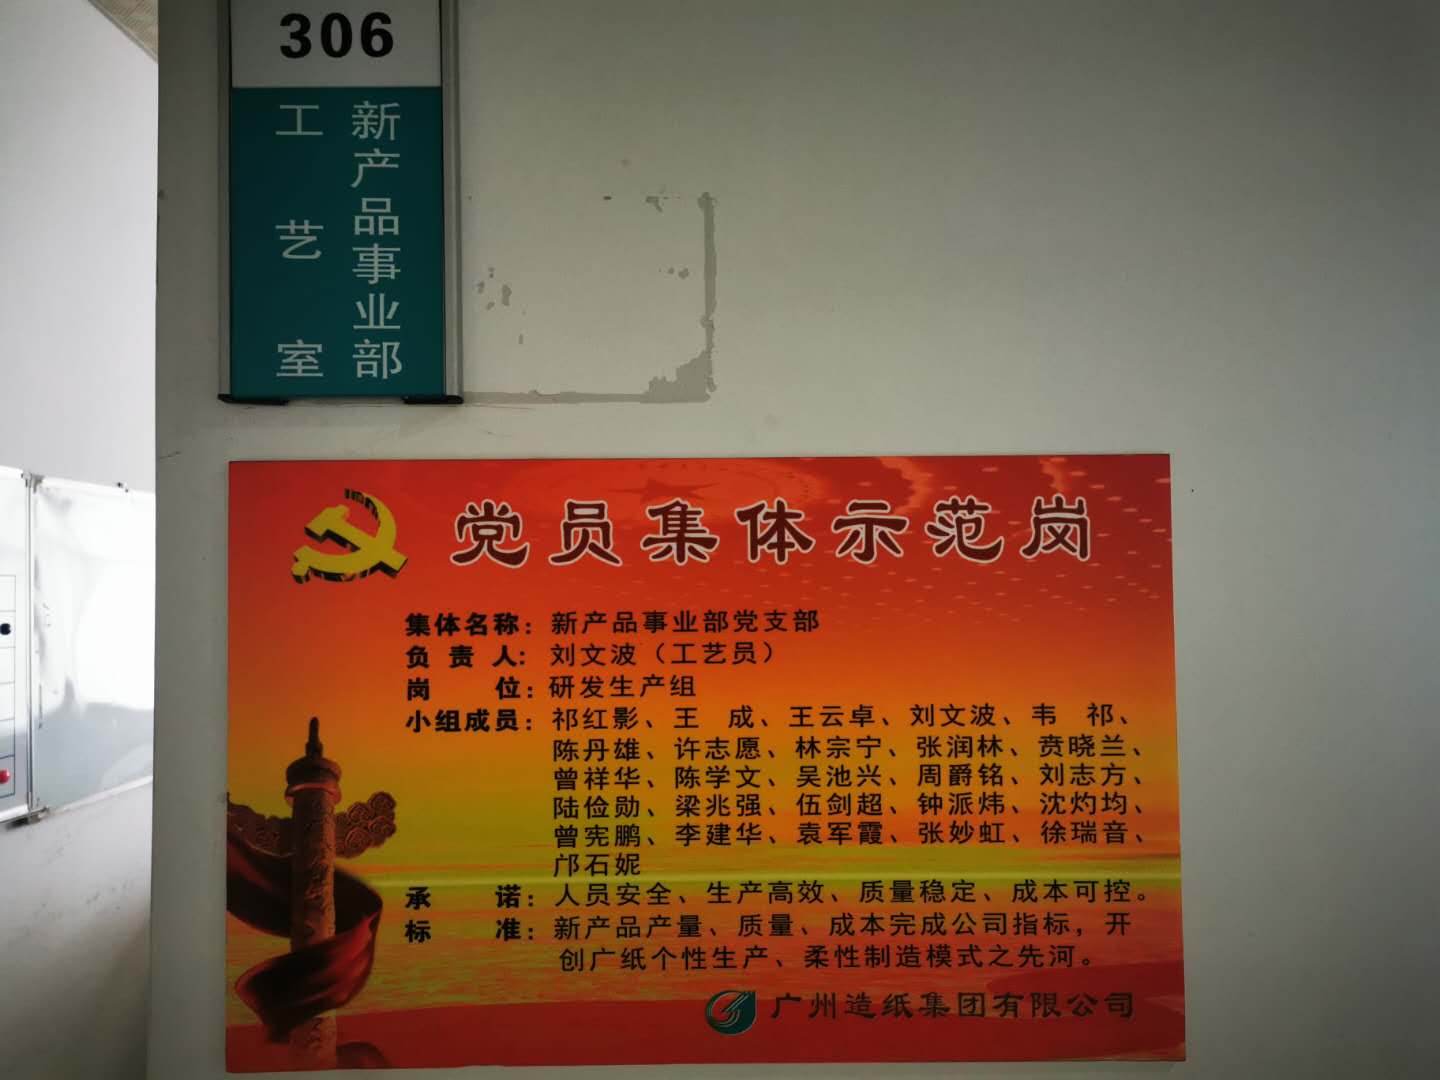 306
新产品事业部
工艺室
党员集体示范岗
集体名称：新产品事业部党支部
负责人：刘文波（工艺员）
岗位：研发生产组
小组成员：祁红影、王 成、王云卓、刘文波、韦 祁、
陈丹雄、许志愿、林宗宁、张润林、贲晓兰、
曾祥华、陈学文、吴池兴、周爵铭、刘志方、
陆俭勋、梁兆强、伍剑超、钟派炜、沈灼均、
曾宪鹏、李建华、袁军霞、张妙虹、徐瑞音、
邝石妮
承诺：人员安全、生产高效、质量稳定、成本可控。
标准：新产品产量、质量、成本完成公司指标，开
创广纸个性生产、柔性制造模式之先河。
广州造纸集团有限公司